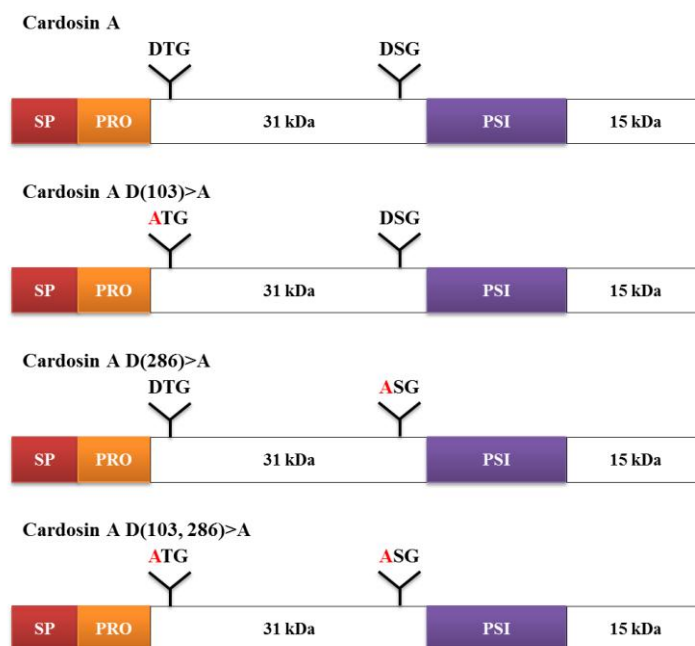 Cardosin A
DTG DSG
SP PRO 31 kDa PSI 15 kDa
Cardosin A D(103)>A
ATG DSG
SP PRO 31 kDa PSI 15 kDa
Cardosin A D(286)>A
DTG ASG
SP PRO 31 kDa PSI 15 kDa
Cardosin A D(103, 286)>A
ATG ASG
SP PRO 31 kDa PSI 15 kDa